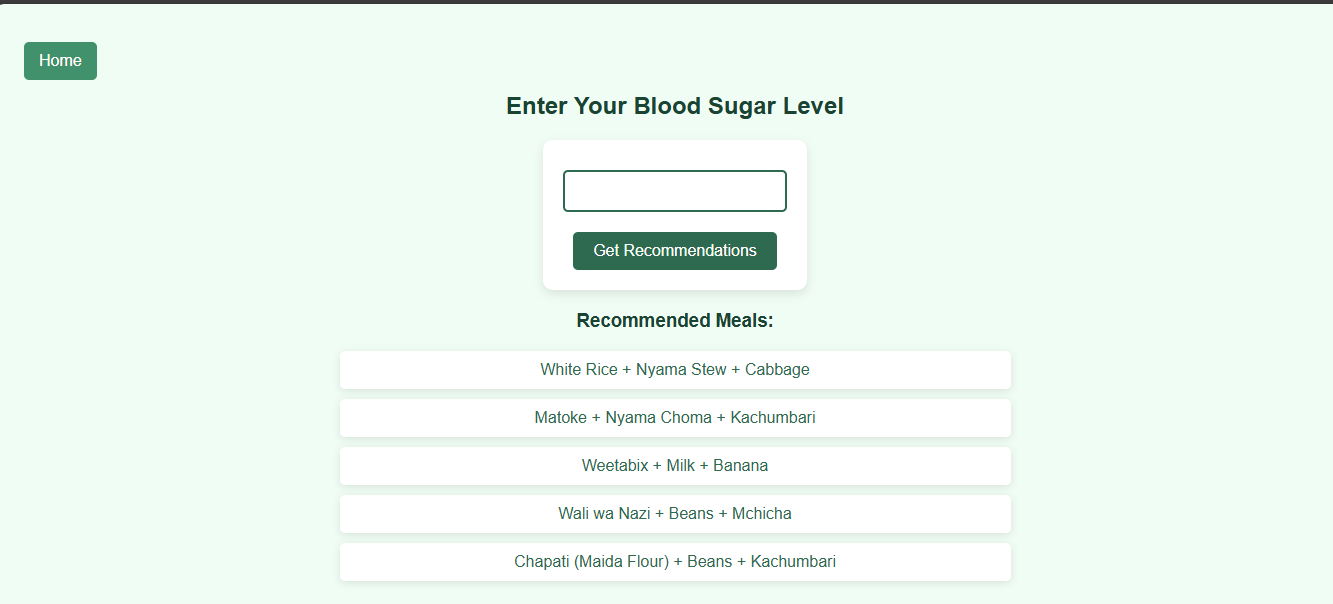 Home
Enter Your Blood Sugar Level
Get Recommendations
Recommended Meals:
White Rice + Nyama Stew + Cabbage
Matoke + Nyama Choma + Kachumbari
Weetabix + Milk + Banana
Wali wa Nazi + Beans + Mchicha
Chapati (Maida Flour) + Beans + Kachumbari